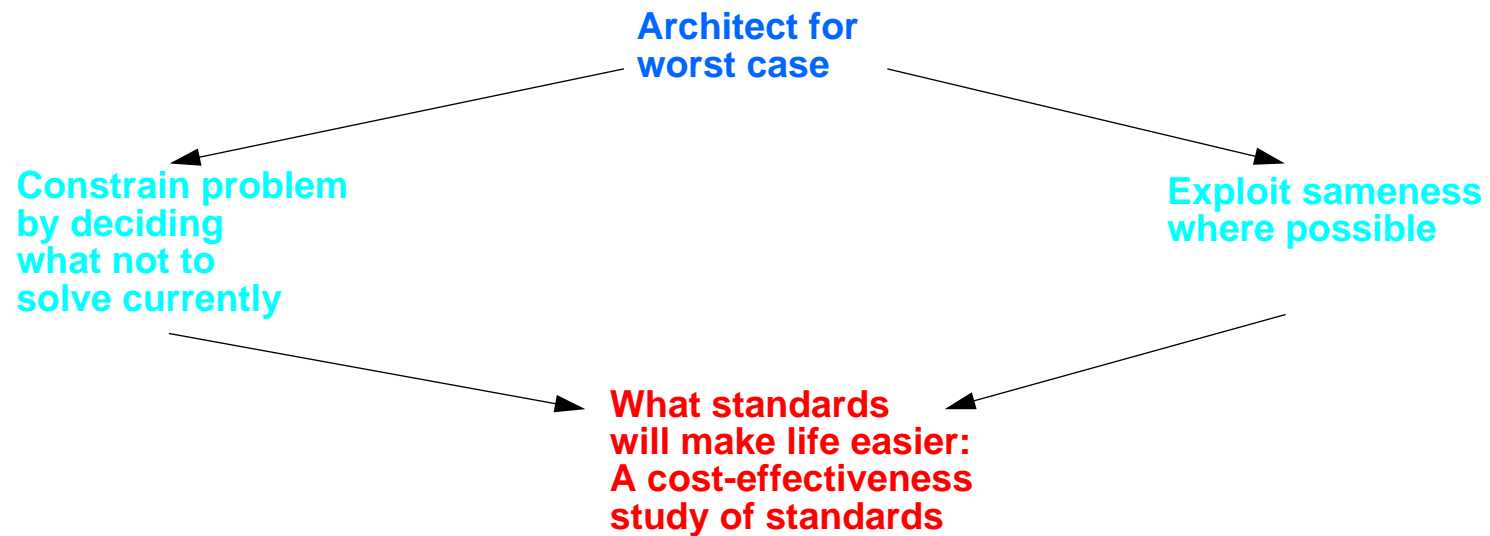 Architect for
worst case
Constrain problem
by deciding
what not to
solve currently
Exploit sameness
where possible
What standards
will make life easier:
A cost-effectiveness
study of standards